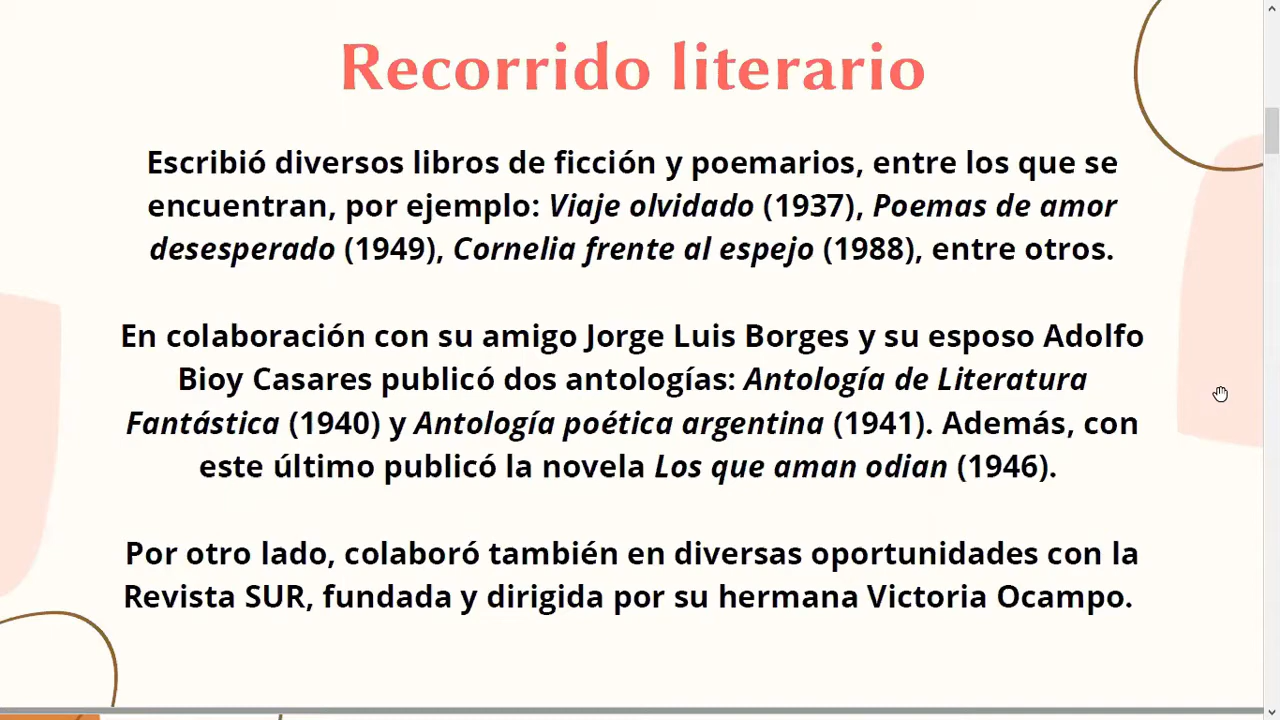 Recorrido literario
Escribió diversos libros de ficción y poemarios, entre los que se
encuentran, por ejemplo: Viaje olvidado (1937), Poemas de amor
desesperado (1949), Cornelia frente al espejo (1988), entre otros.
En colaboración con su amigo Jorge Luis Borges y su esposo Adolfo
Bioy Casares publicó dos antologías: Antología de Literatura
Fantástica (1940) y Antología poética argentina (1941). Además, con
este último publicó la novela Los que aman odian (1946).
Por otro lado, colaboró también en diversas oportunidades con la
Revista SUR, fundada y dirigida por su hermana Victoria Ocampo.